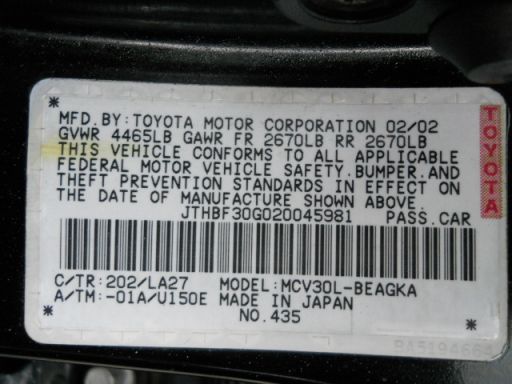 MFD.BY:TOYOTA MOTOR CORPORATION 02/02
GVWR 4465LB GAWR FR 2670LB RR 2670LB
THIS VEHICLE CONFORMS TO ALL APPLICABLE
FEDERAL MOTOR VEHICLE SAFETY.BUMPER.AND
THEFT PREVENTION STANDARDS IN EFFECT ON
THE DATE OF MANUFACTURE SHOWN ABOVE.
JTHBF30G020045981 PASS.CAR
C/TR:202/LA27 MODEL:MCV30L-BEAGKA
A/TM:-01A/U150E MADE IN JAPAN
NO.435
TOYOTA